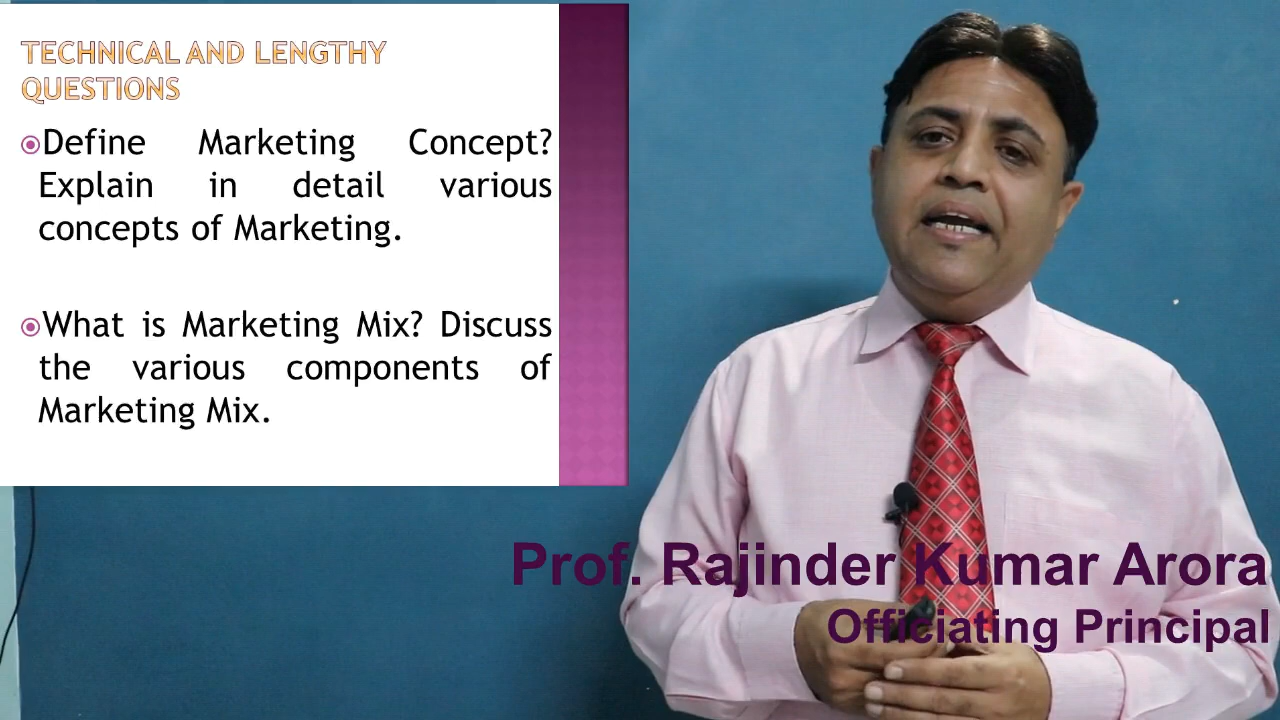 TECHNICAL AND LENGTHY
QUESTIONS
Define Marketing Concept?
Explain in detail various
concepts of Marketing.
What is Marketing Mix? Discuss
the various components of
Marketing Mix.
Prof. Rajinder Kumar Arora
Officiating Principal